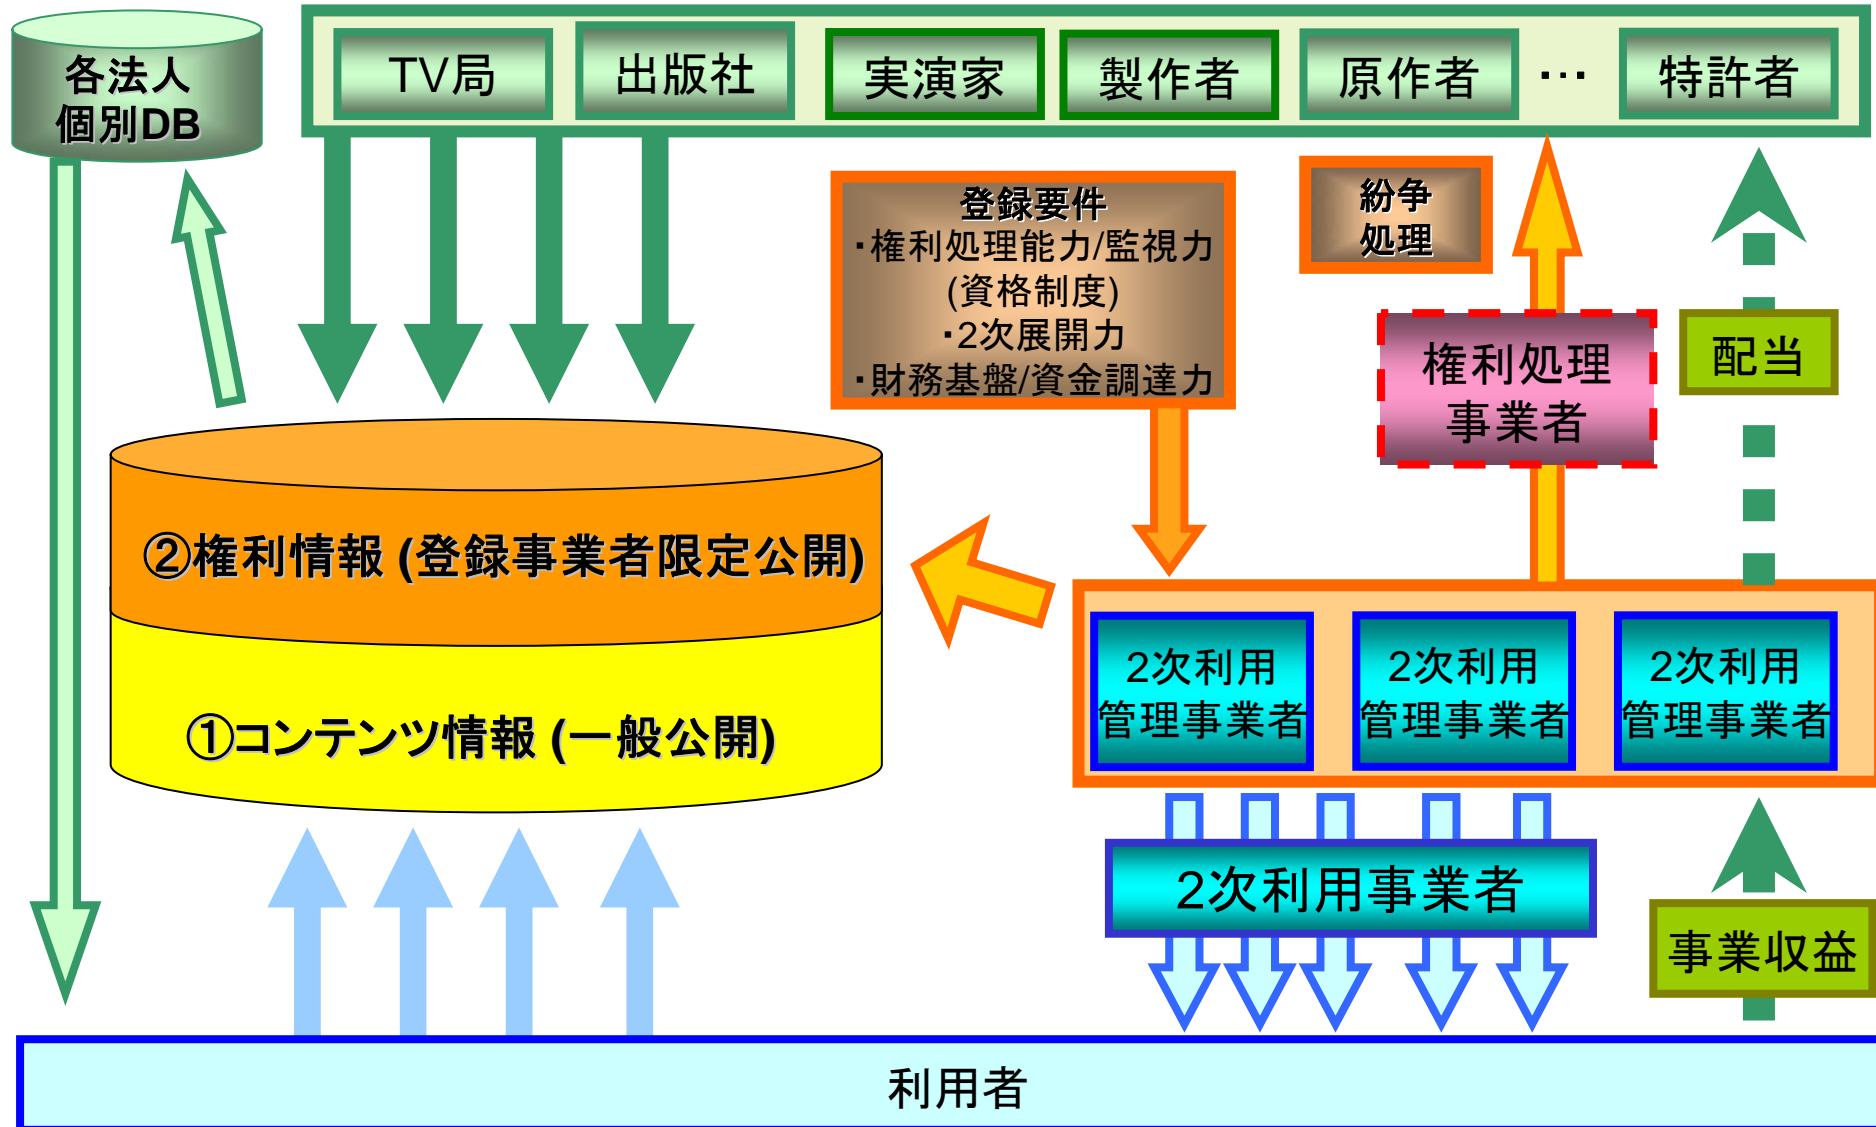 各法人
個別DB
TV局
出版社
実演家
製作者
原作者
…
特許者
登録要件
・権利処理能力/監視力
(資格制度)
・2次展開力
・財務基盤/資金調達力
紛争
処理
権利処理
事業者
配当
②権利情報 (登録事業者限定公開)
①コンテンツ情報 (一般公開)
2次利用
管理事業者
2次利用
管理事業者
2次利用
管理事業者
2次利用事業者
事業収益
利用者